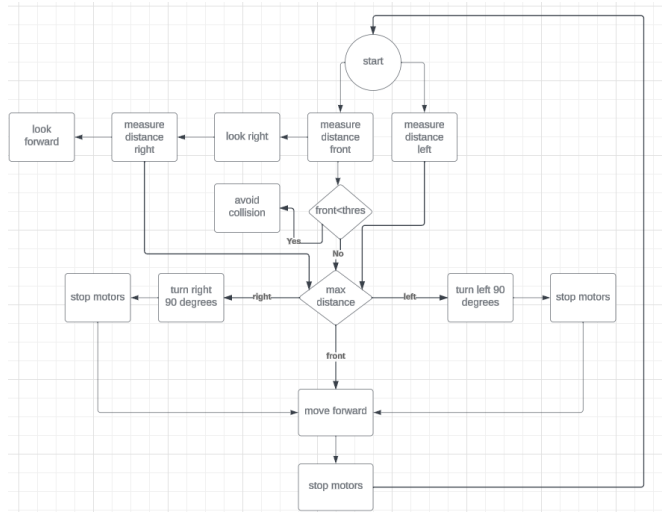 start
look
forward
measure
distance
right
look right
measure
distance
front
measure
distance
left
avoid
collision
front<thres
Yes
No
stop motors
turn right
90 degrees
right
max
distance
left
turn left 90
degrees
stop motors
front
move forward
stop motors